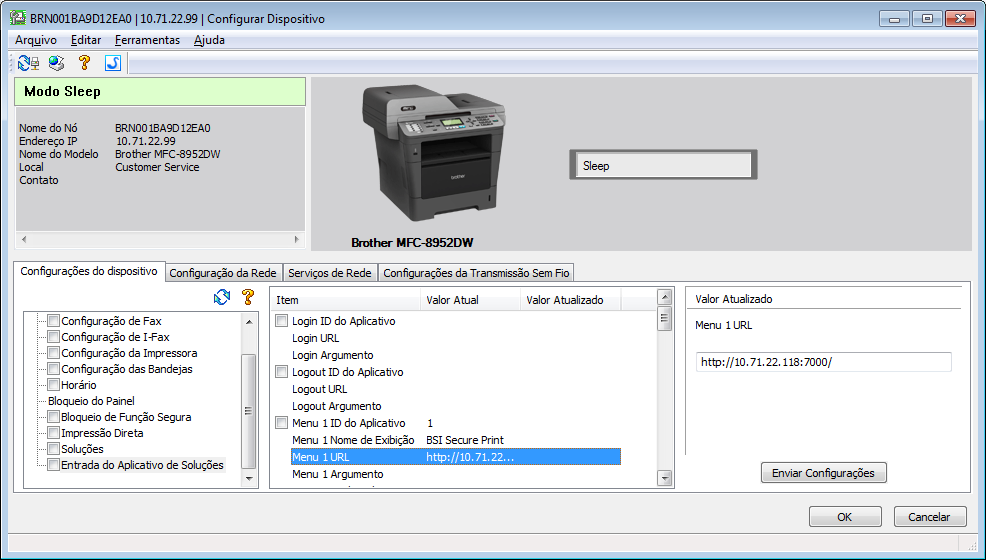 BRN001BA9D12EA0 | 10.71.22.99 | Configurar Dispositivo
Arquivo Editar Ferramentas Ajuda
Modo Sleep
Nome do Nó BRN001BA9D12EA0
Endereço IP 10.71.22.99
Nome do Modelo Brother MFC-8952DW
Local Customer Service
Contato
brother
Sleep
Brother MFC-8952DW
Configurações do dispositivo Configuração da Rede Serviços de Rede Configurações da Transmissão Sem Fio
Configuração de Fax
Configuração de I-Fax
Configuração da Impressora
Configuração das Bandejas
Horário
Bloqueio do Painel
Bloqueio de Função Segura
Impressão Direta
Soluções
Entrada do Aplicativo de Soluções
Item Valor Atual Valor Atualizado
Login ID do Aplicativo
Login URL
Login Argumento
Logout ID do Aplicativo
Logout URL
Logout Argumento
Menu 1 ID do Aplicativo 1
Menu 1 Nome de Exibição BSI Secure Print
Menu 1 URL http://10.71.22...
Menu 1 Argumento
Valor Atualizado
Menu 1 URL
http://10.71.22.118:7000/
Enviar Configurações
OK Cancelar